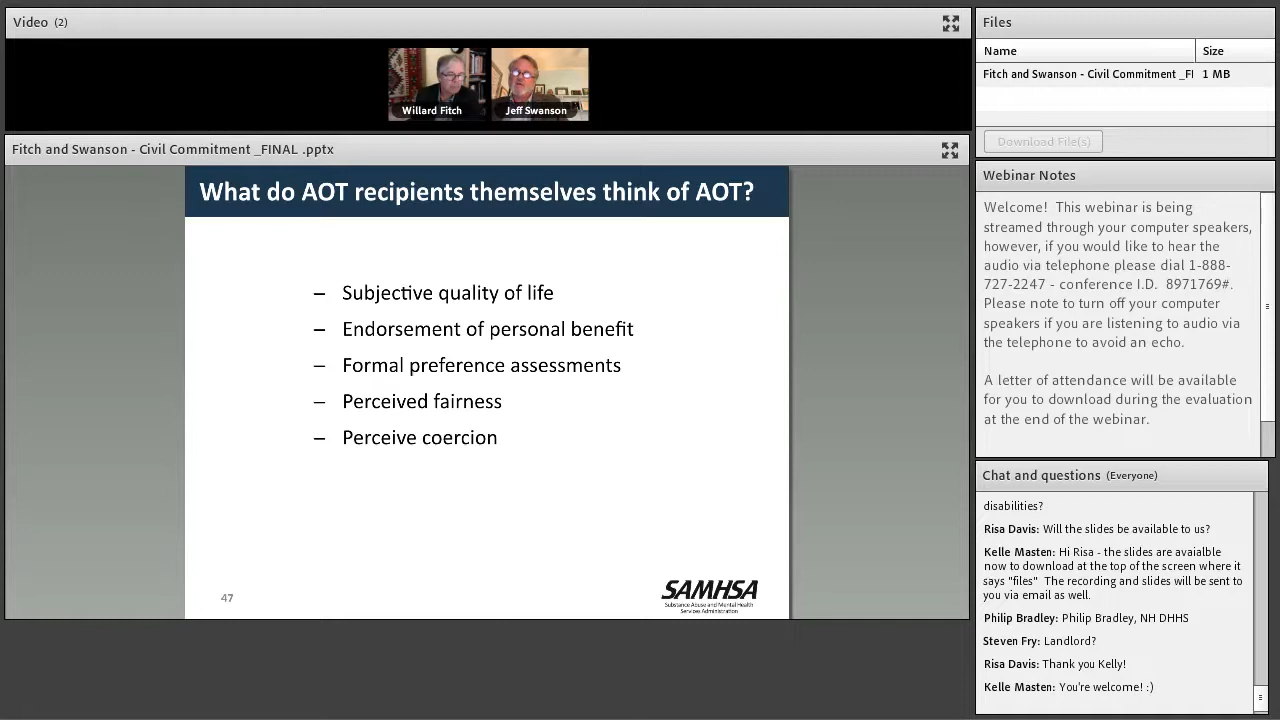 Video (2)
Willard Fitch
Jeff Swanson
Fitch and Swanson - Civil Commitment _FINAL .pptx
What do AOT recipients themselves think of AOT?
– Subjective quality of life
– Endorsement of personal benefit
– Formal preference assessments
– Perceived fairness
– Perceive coercion
47
SAMHSA
Substance Abuse and Mental Health
Services Administration
Files
Name Size
Fitch and Swanson - Civil Commitment _FI 1 MB
Download File(s)
Webinar Notes
Welcome! This webinar is being
streamed through your computer speakers,
however, if you would like to hear the
audio via telephone please dial 1-888-
727-2247 - conference I.D. 8971769#.
Please note to turn off your computer
speakers if you are listening to audio via
the telephone to avoid an echo.
A letter of attendance will be available
for you to download during the evaluation
at the end of the webinar.
Chat and questions (Everyone)
disabilities?
Risa Davis: Will the slides be available to us?
Kelle Masten: Hi Risa - the slides are avaialble
now to download at the top of the screen where it
says "files" The recording and slides will be sent to
you via email as well.
Philip Bradley: Philip Bradley, NH DHHS
Steven Fry: Landlord?
Risa Davis: Thank you Kelly!
Kelle Masten: You're welcome! :)